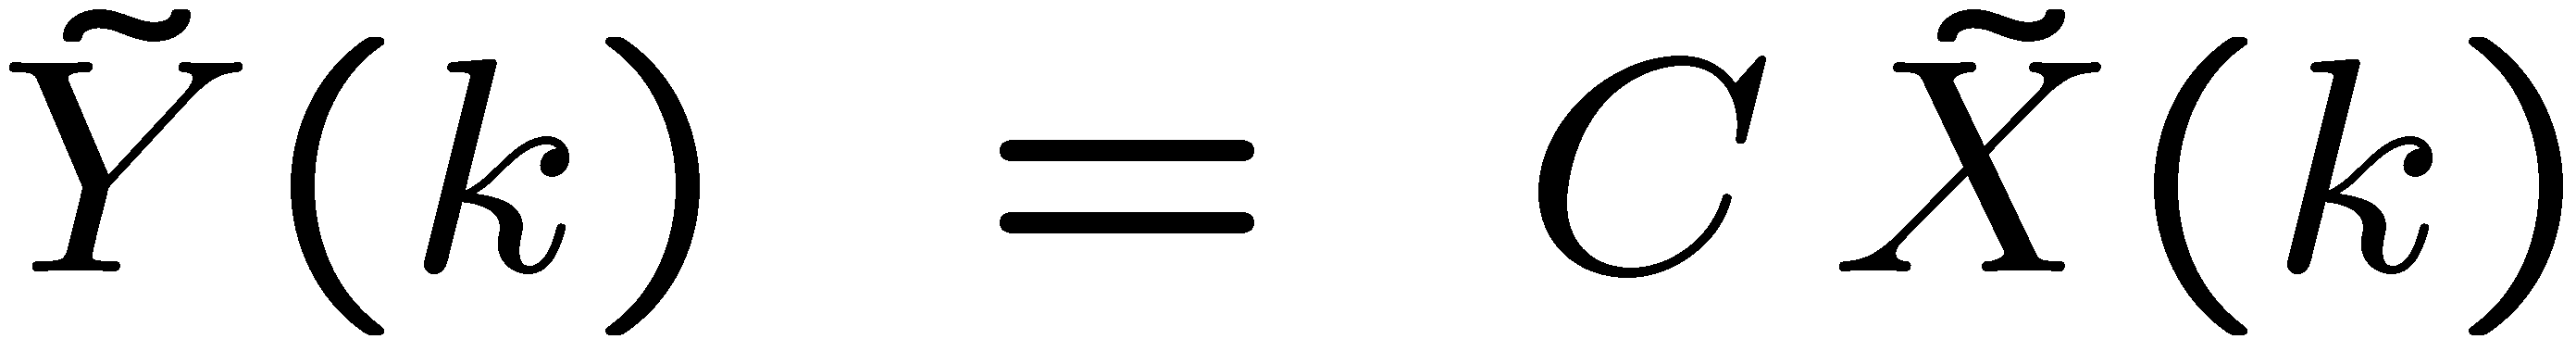 Ỹ(k) = C X̃(k)